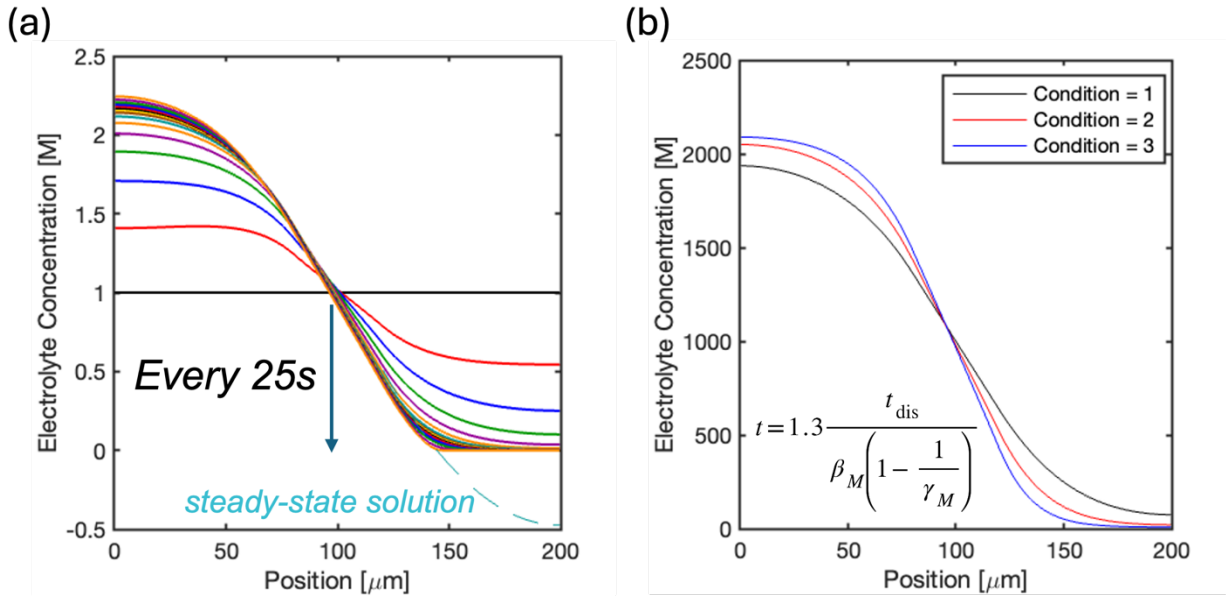 (a)
2.5
2
1.5
1
0.5
0
-0.5
Electrolyte Concentration [M]
0
50
100
150
200
Position [μm]
Every 25s
steady-state solution
(b)
2500
2000
1500
1000
500
0
Electrolyte Concentration [M]
0
50
100
150
200
Position [μm]
Condition = 1
Condition = 2
Condition = 3
t = 1.3 t_dis / β_M(1 - 1/γ_M)